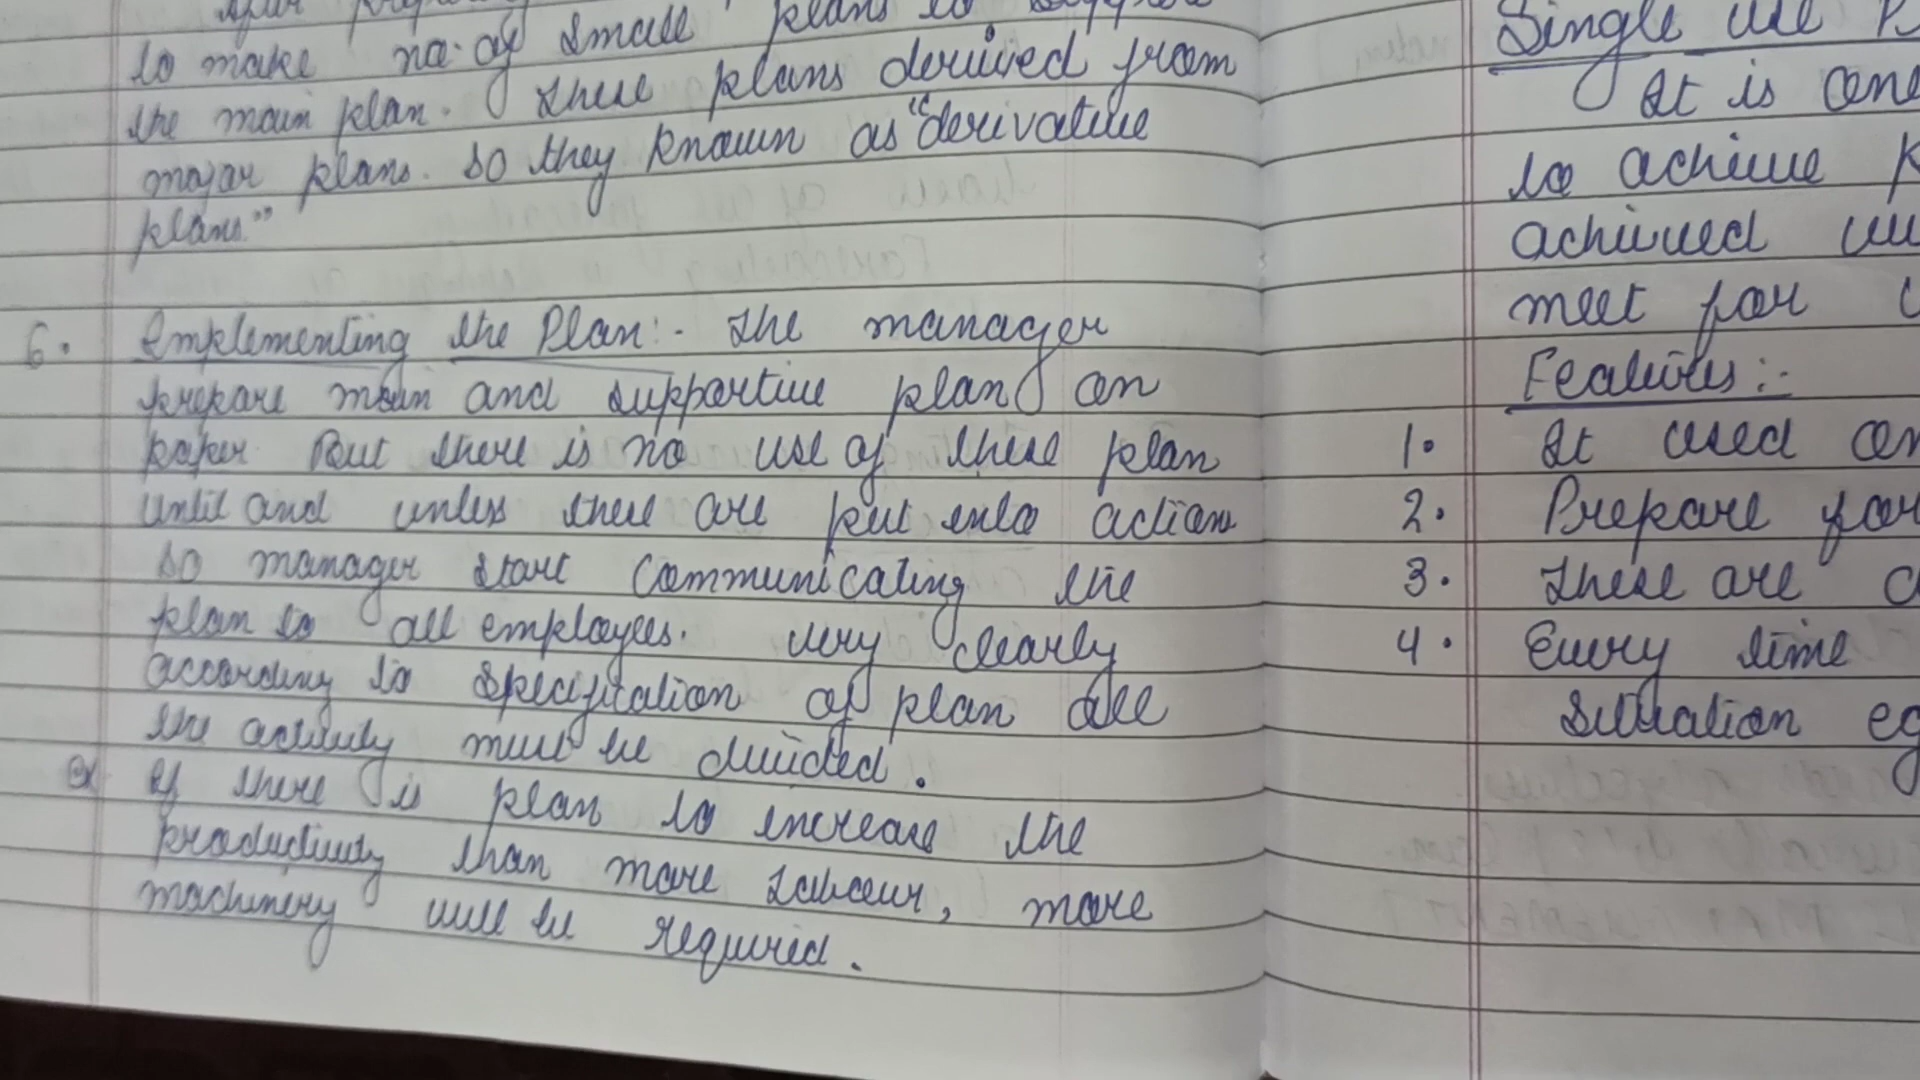 to make no. of small plans to
the main plan. These plans derived from
major plans. so they known as "derivative
plans."
6. Implementing the Plan:- The manager
prepare main and supportive plan on
paper But there is no use of these plan
until and unless these are put into action
so manager start communicating the
plan to all employees. very clearly
according to specification of plan all
the activity must be divided.
ex If there is plan to increase the
productivity than more labour, more
machinery will be required.
Single use P
It is one
to achieve p
achieved
meet for
Features:-
1. It used on
2. Prepare for
3. These are
4. Every time
situation eg